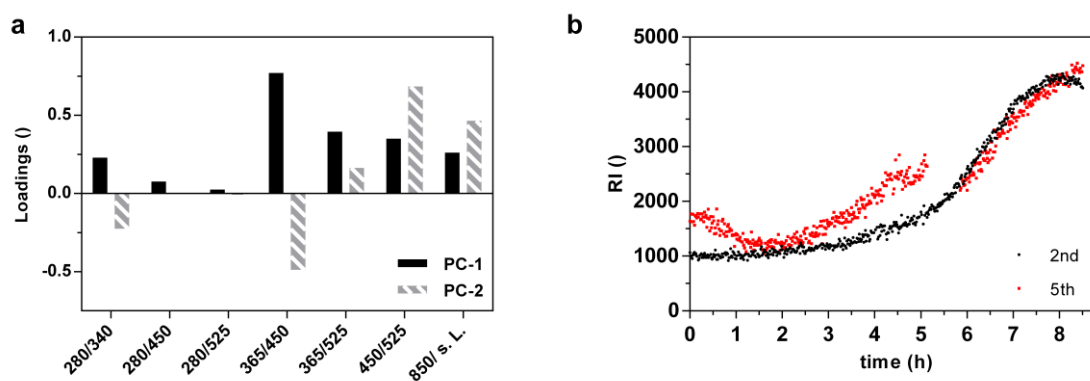 a
Loadings ()
1.0
0.5
0.0
-0.5
PC-1
PC-2
280/340
280/450
280/525
365/450
365/525
450/525
850/ s. L.
b
RI ()
5000
4000
3000
2000
1000
0
2nd
5th
0 1 2 3 4 5 6 7 8
time (h)